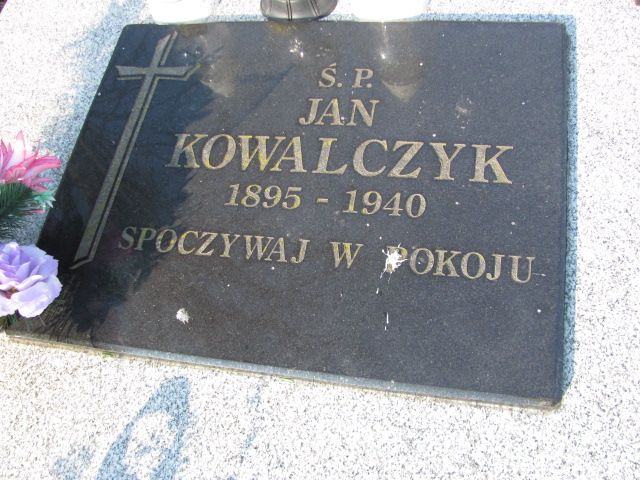 Ś. P.
JAN
KOWALCZYK
1895 - 1940
SPOCZYWAJ W POKOJU